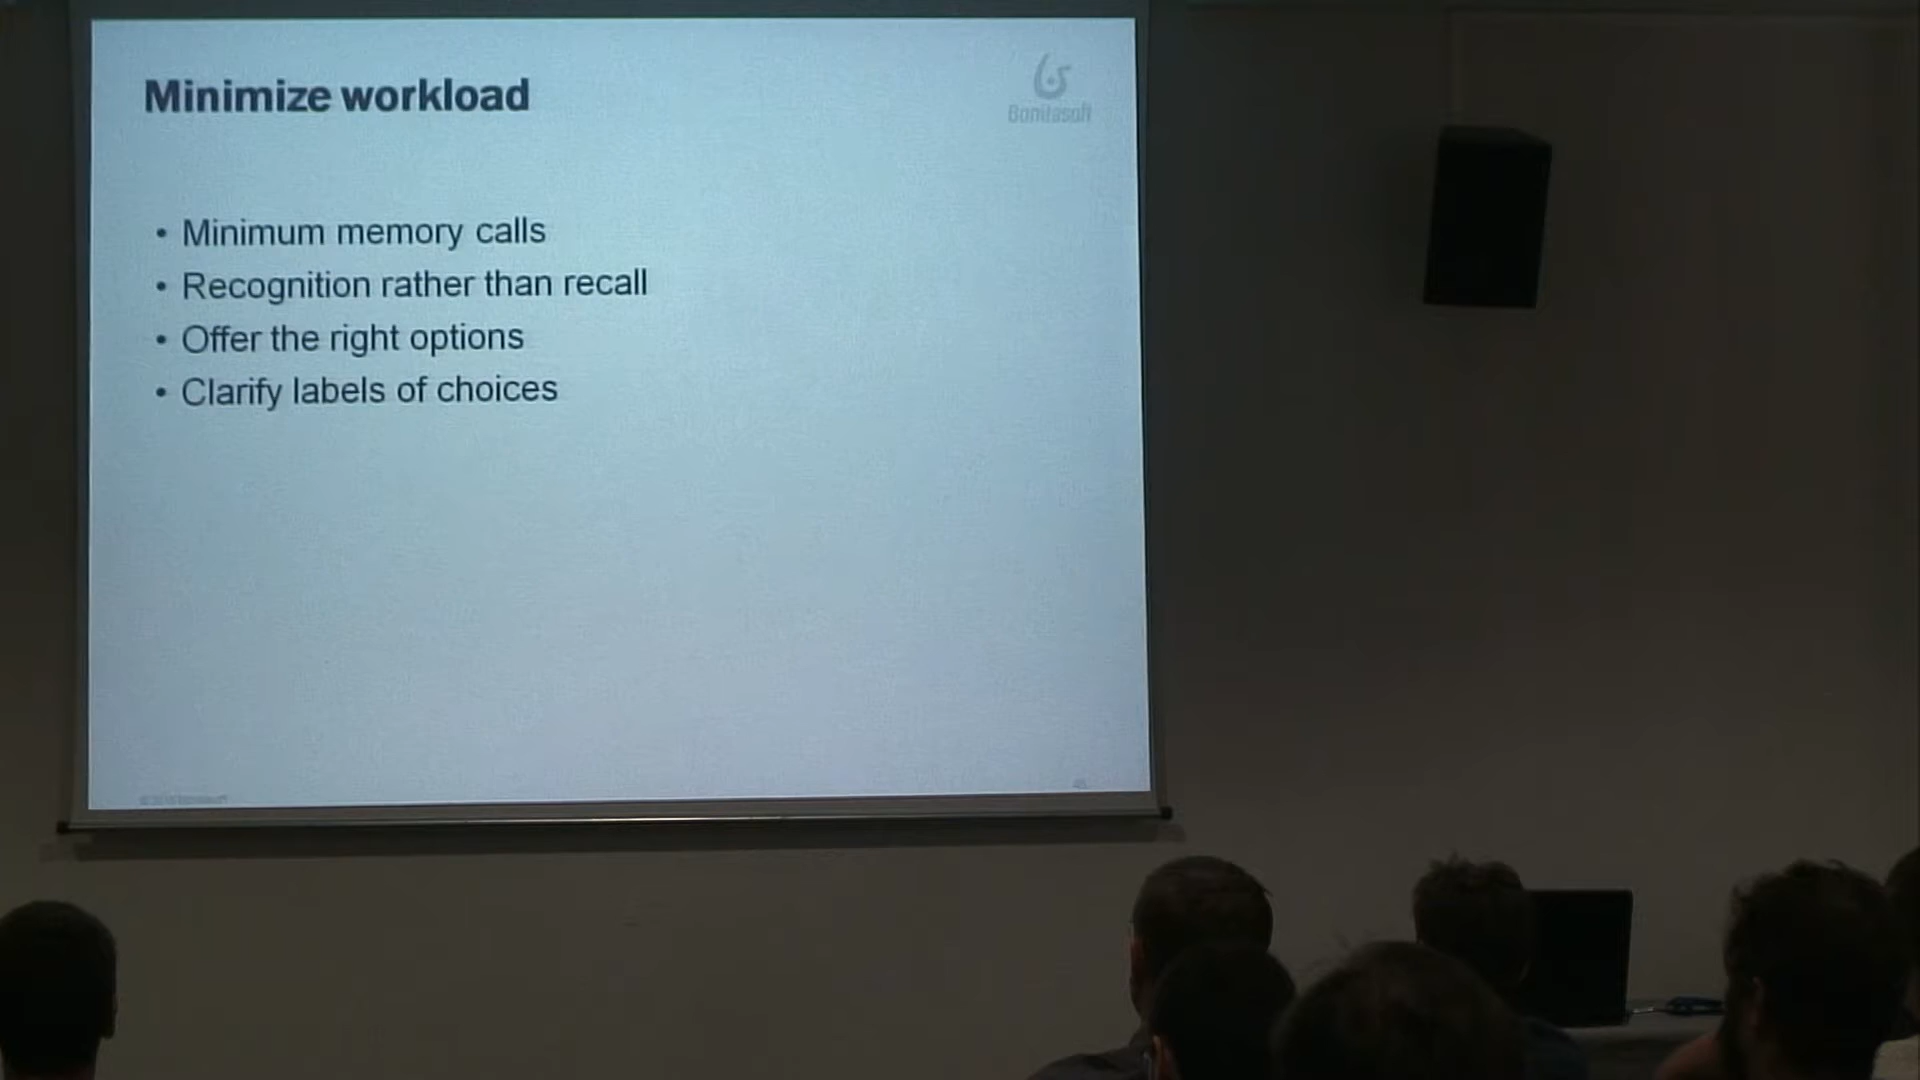 Minimize workload
Bonitasoft
• Minimum memory calls
• Recognition rather than recall
• Offer the right options
• Clarify labels of choices